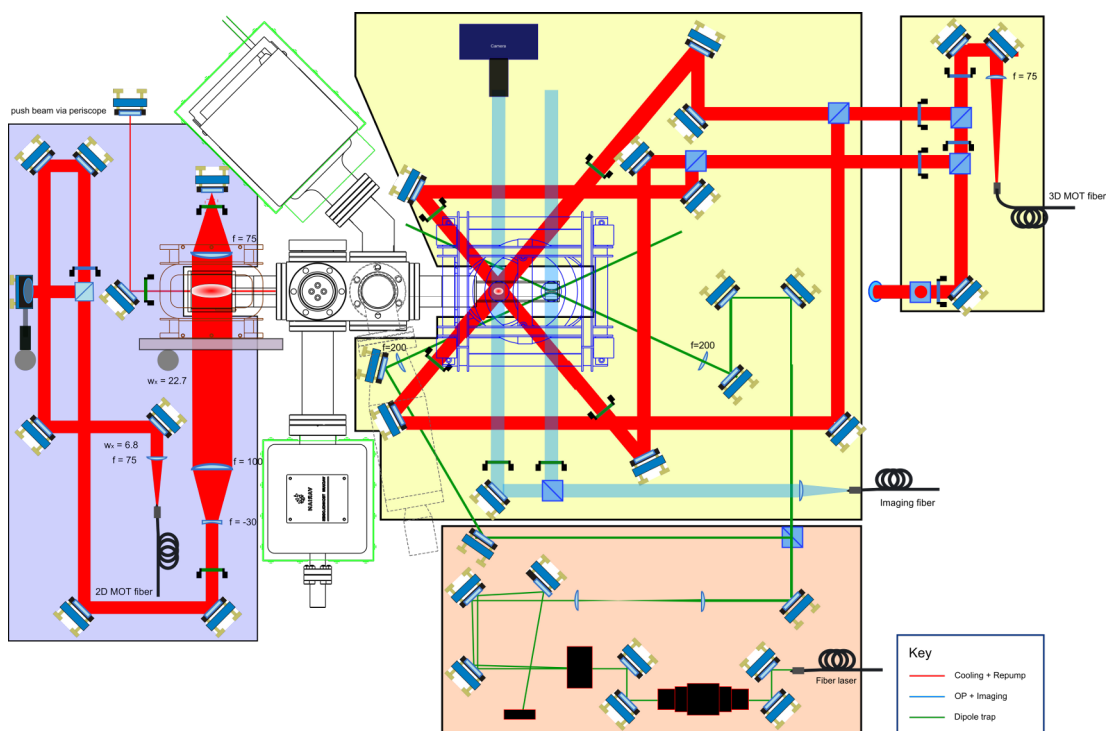 Camera
f = 75
push beam via periscope
3D MOT fiber
f = 75
f=200
f=200
wx = 22.7
wx = 6.8
f = 75
f = 100
Imaging fiber
f = -30
2D MOT fiber
Key
Cooling + Repump
Fiber laser
OP + Imaging
Dipole trap